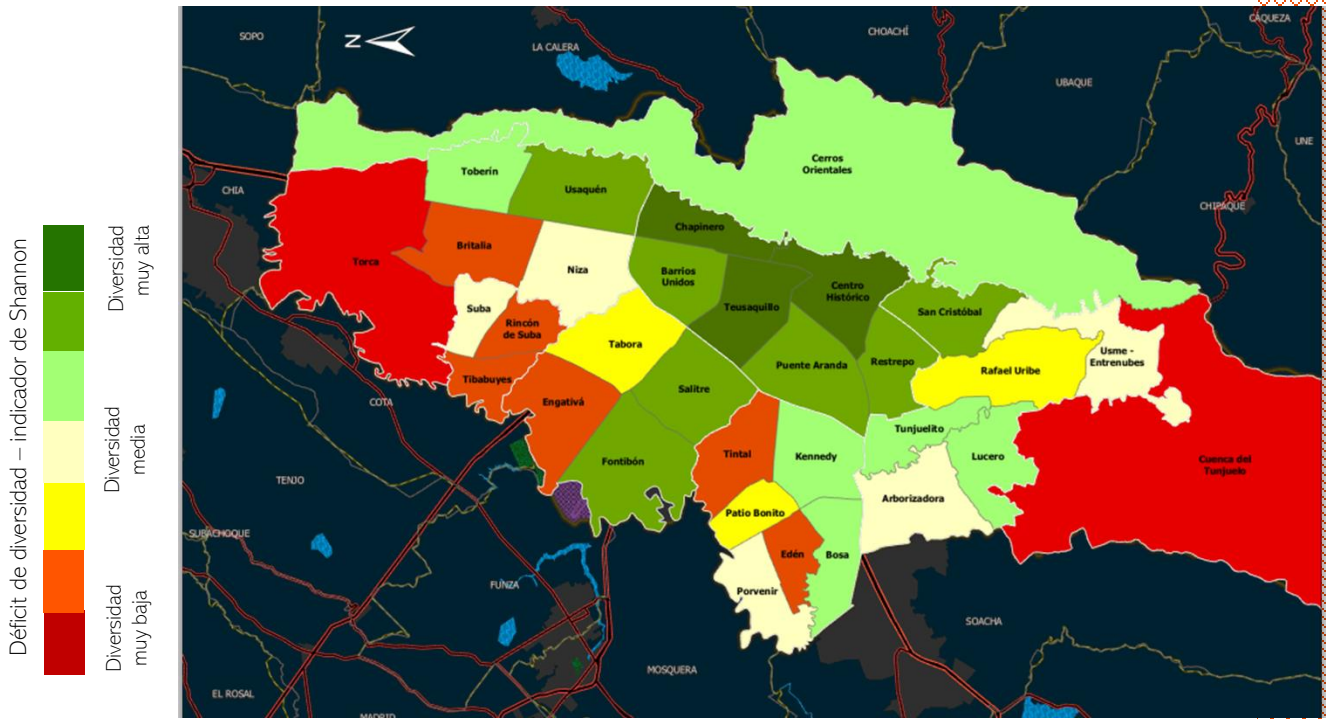 Déficit de diversidad – indicador de Shannon
Diversidad
muy alta
Diversidad
media
Diversidad
muy baja
N
SOPO
LA CALERA
CHOACHÍ
CÁQUEZA
UBAQUE
UNE
CHIPAQUE
CHIA
COTA
TENJO
SUBACHOQUE
FUNZA
EL ROSAL
MADRID
MOSQUERA
SOACHA
Cerros
Orientales
Toberín
Usaquén
Chapinero
Torca
Britalia
Niza
Barrios
Unidos
Teusaquillo
Centro
Histórico
San Cristóbal
Suba
Rincón
de Suba
Tabora
Puente Aranda
Restrepo
Rafael Uribe
Usme -
Entrenubes
Tibabuyes
Engativá
Salitre
Fontibón
Tintal
Kennedy
Tunjuelito
Lucero
Cuenca del
Tunjuelo
Arborizadora
Patio Bonito
Edén
Bosa
Porvenir